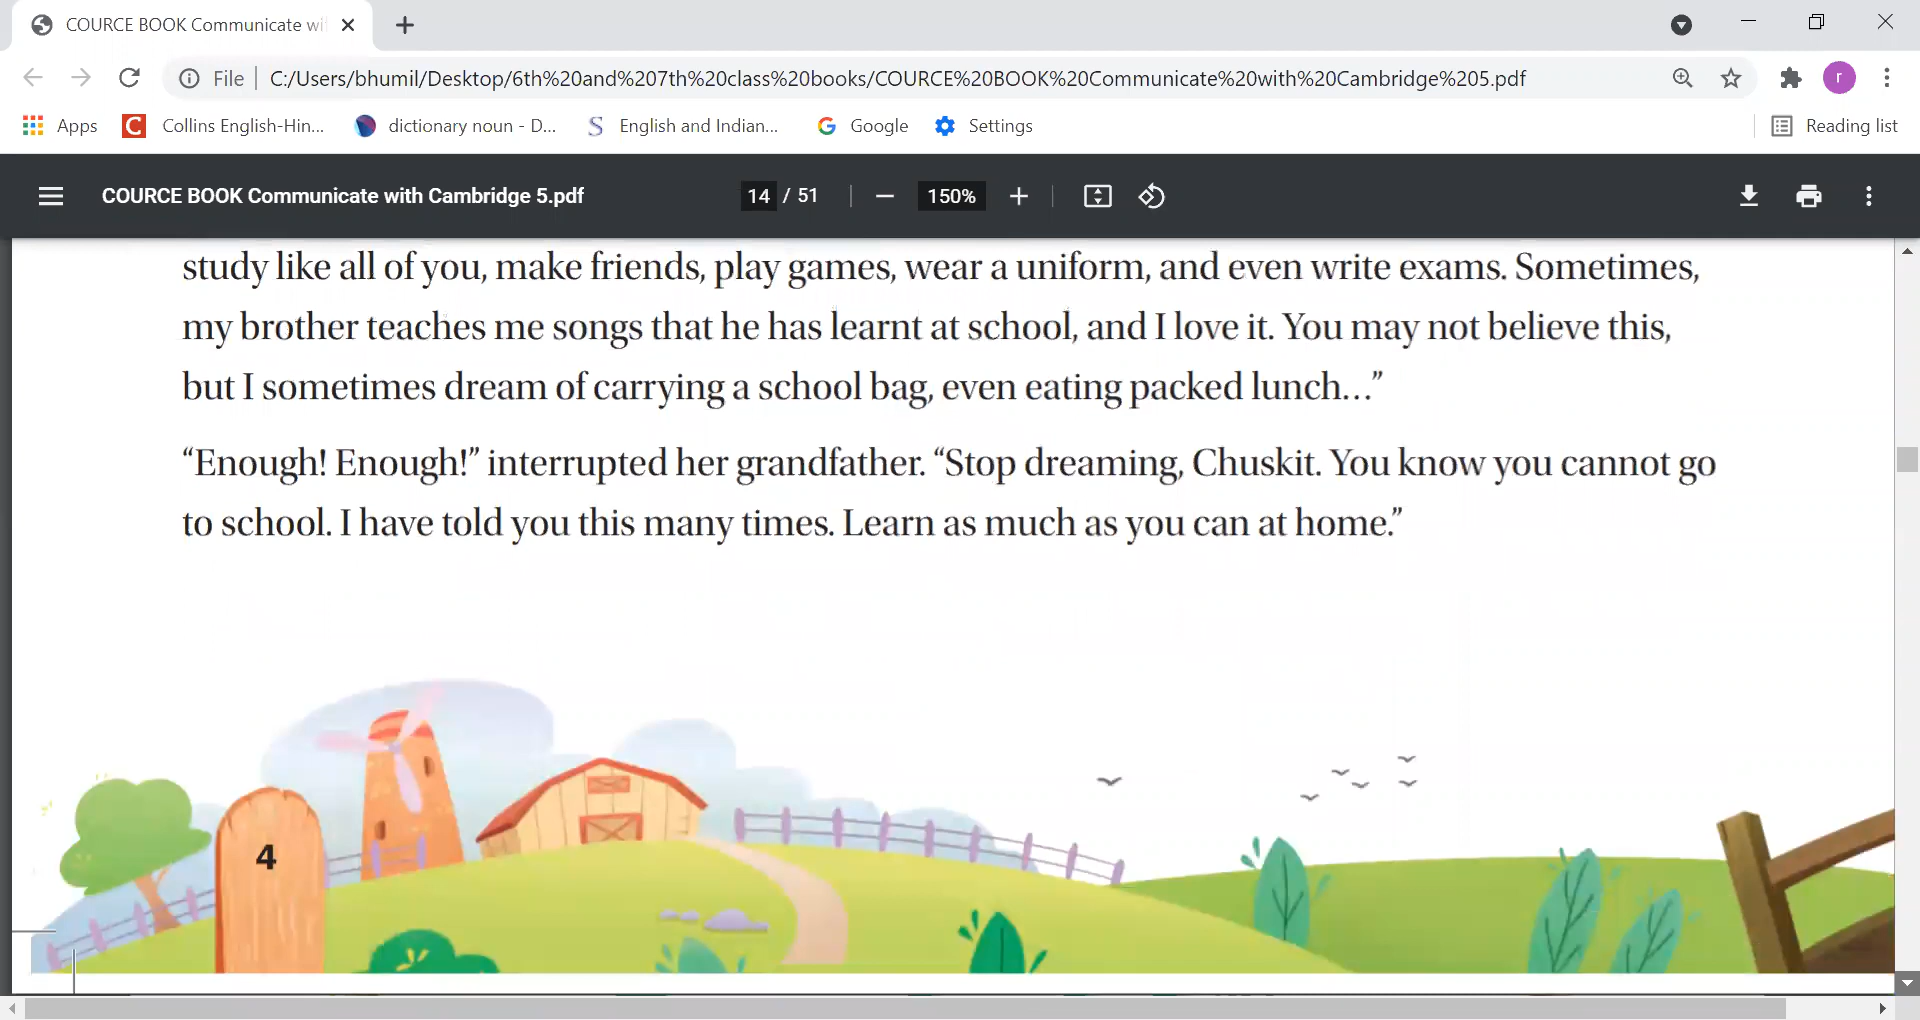 COURCE BOOK Communicate wi
File
C:/Users/bhumil/Desktop/6th%20and%207th%20class%20books/COURCE%20BOOK%20Communicate%20with%20Cambridge%205.pdf
r
Apps
Collins English-Hin...
dictionary noun - D...
English and Indian...
Google
Settings
Reading list
COURCE BOOK Communicate with Cambridge 5.pdf
14 / 51
150%
study like all of you, make friends, play games, wear a uniform, and even write exams. Sometimes,
my brother teaches me songs that he has learnt at school, and I love it. You may not believe this,
but I sometimes dream of carrying a school bag, even eating packed lunch…”
“Enough! Enough!” interrupted her grandfather. “Stop dreaming, Chuskit. You know you cannot go
to school. I have told you this many times. Learn as much as you can at home.”
4